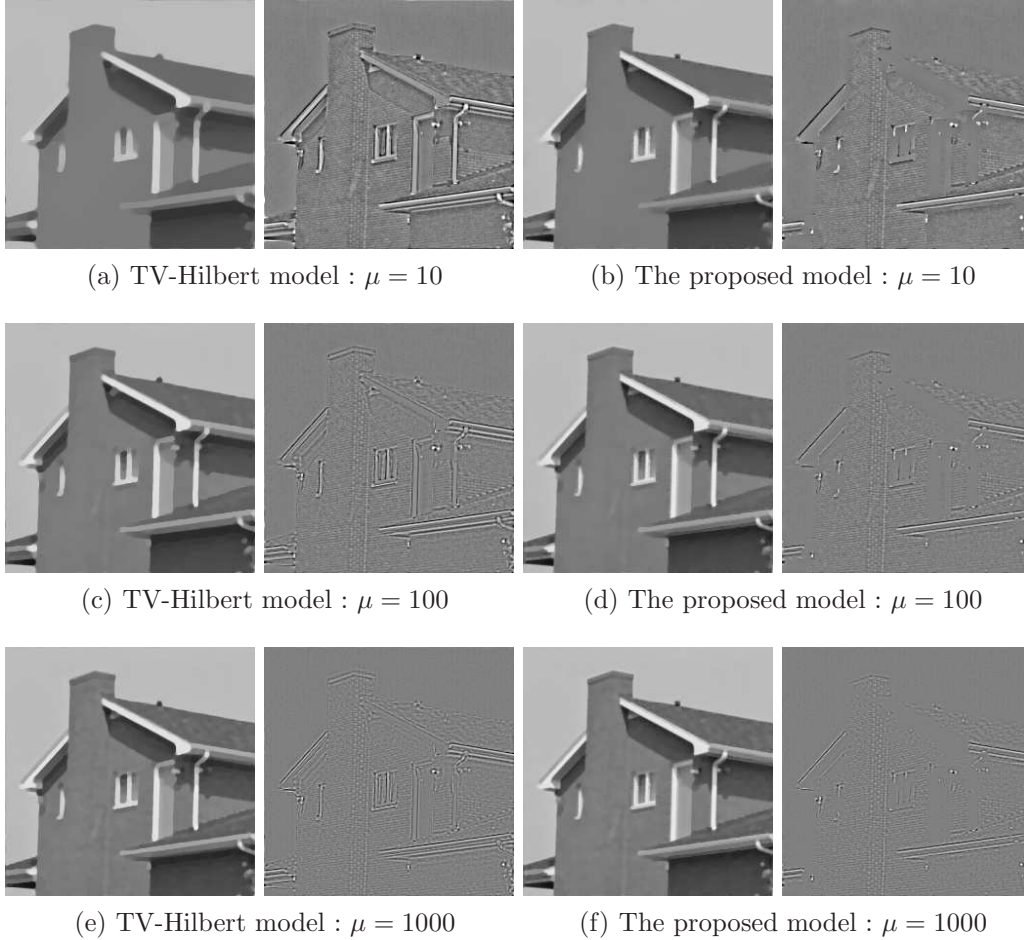 (a) TV-Hilbert model : μ = 10
(b) The proposed model : μ = 10
(c) TV-Hilbert model : μ = 100
(d) The proposed model : μ = 100
(e) TV-Hilbert model : μ = 1000
(f) The proposed model : μ = 1000